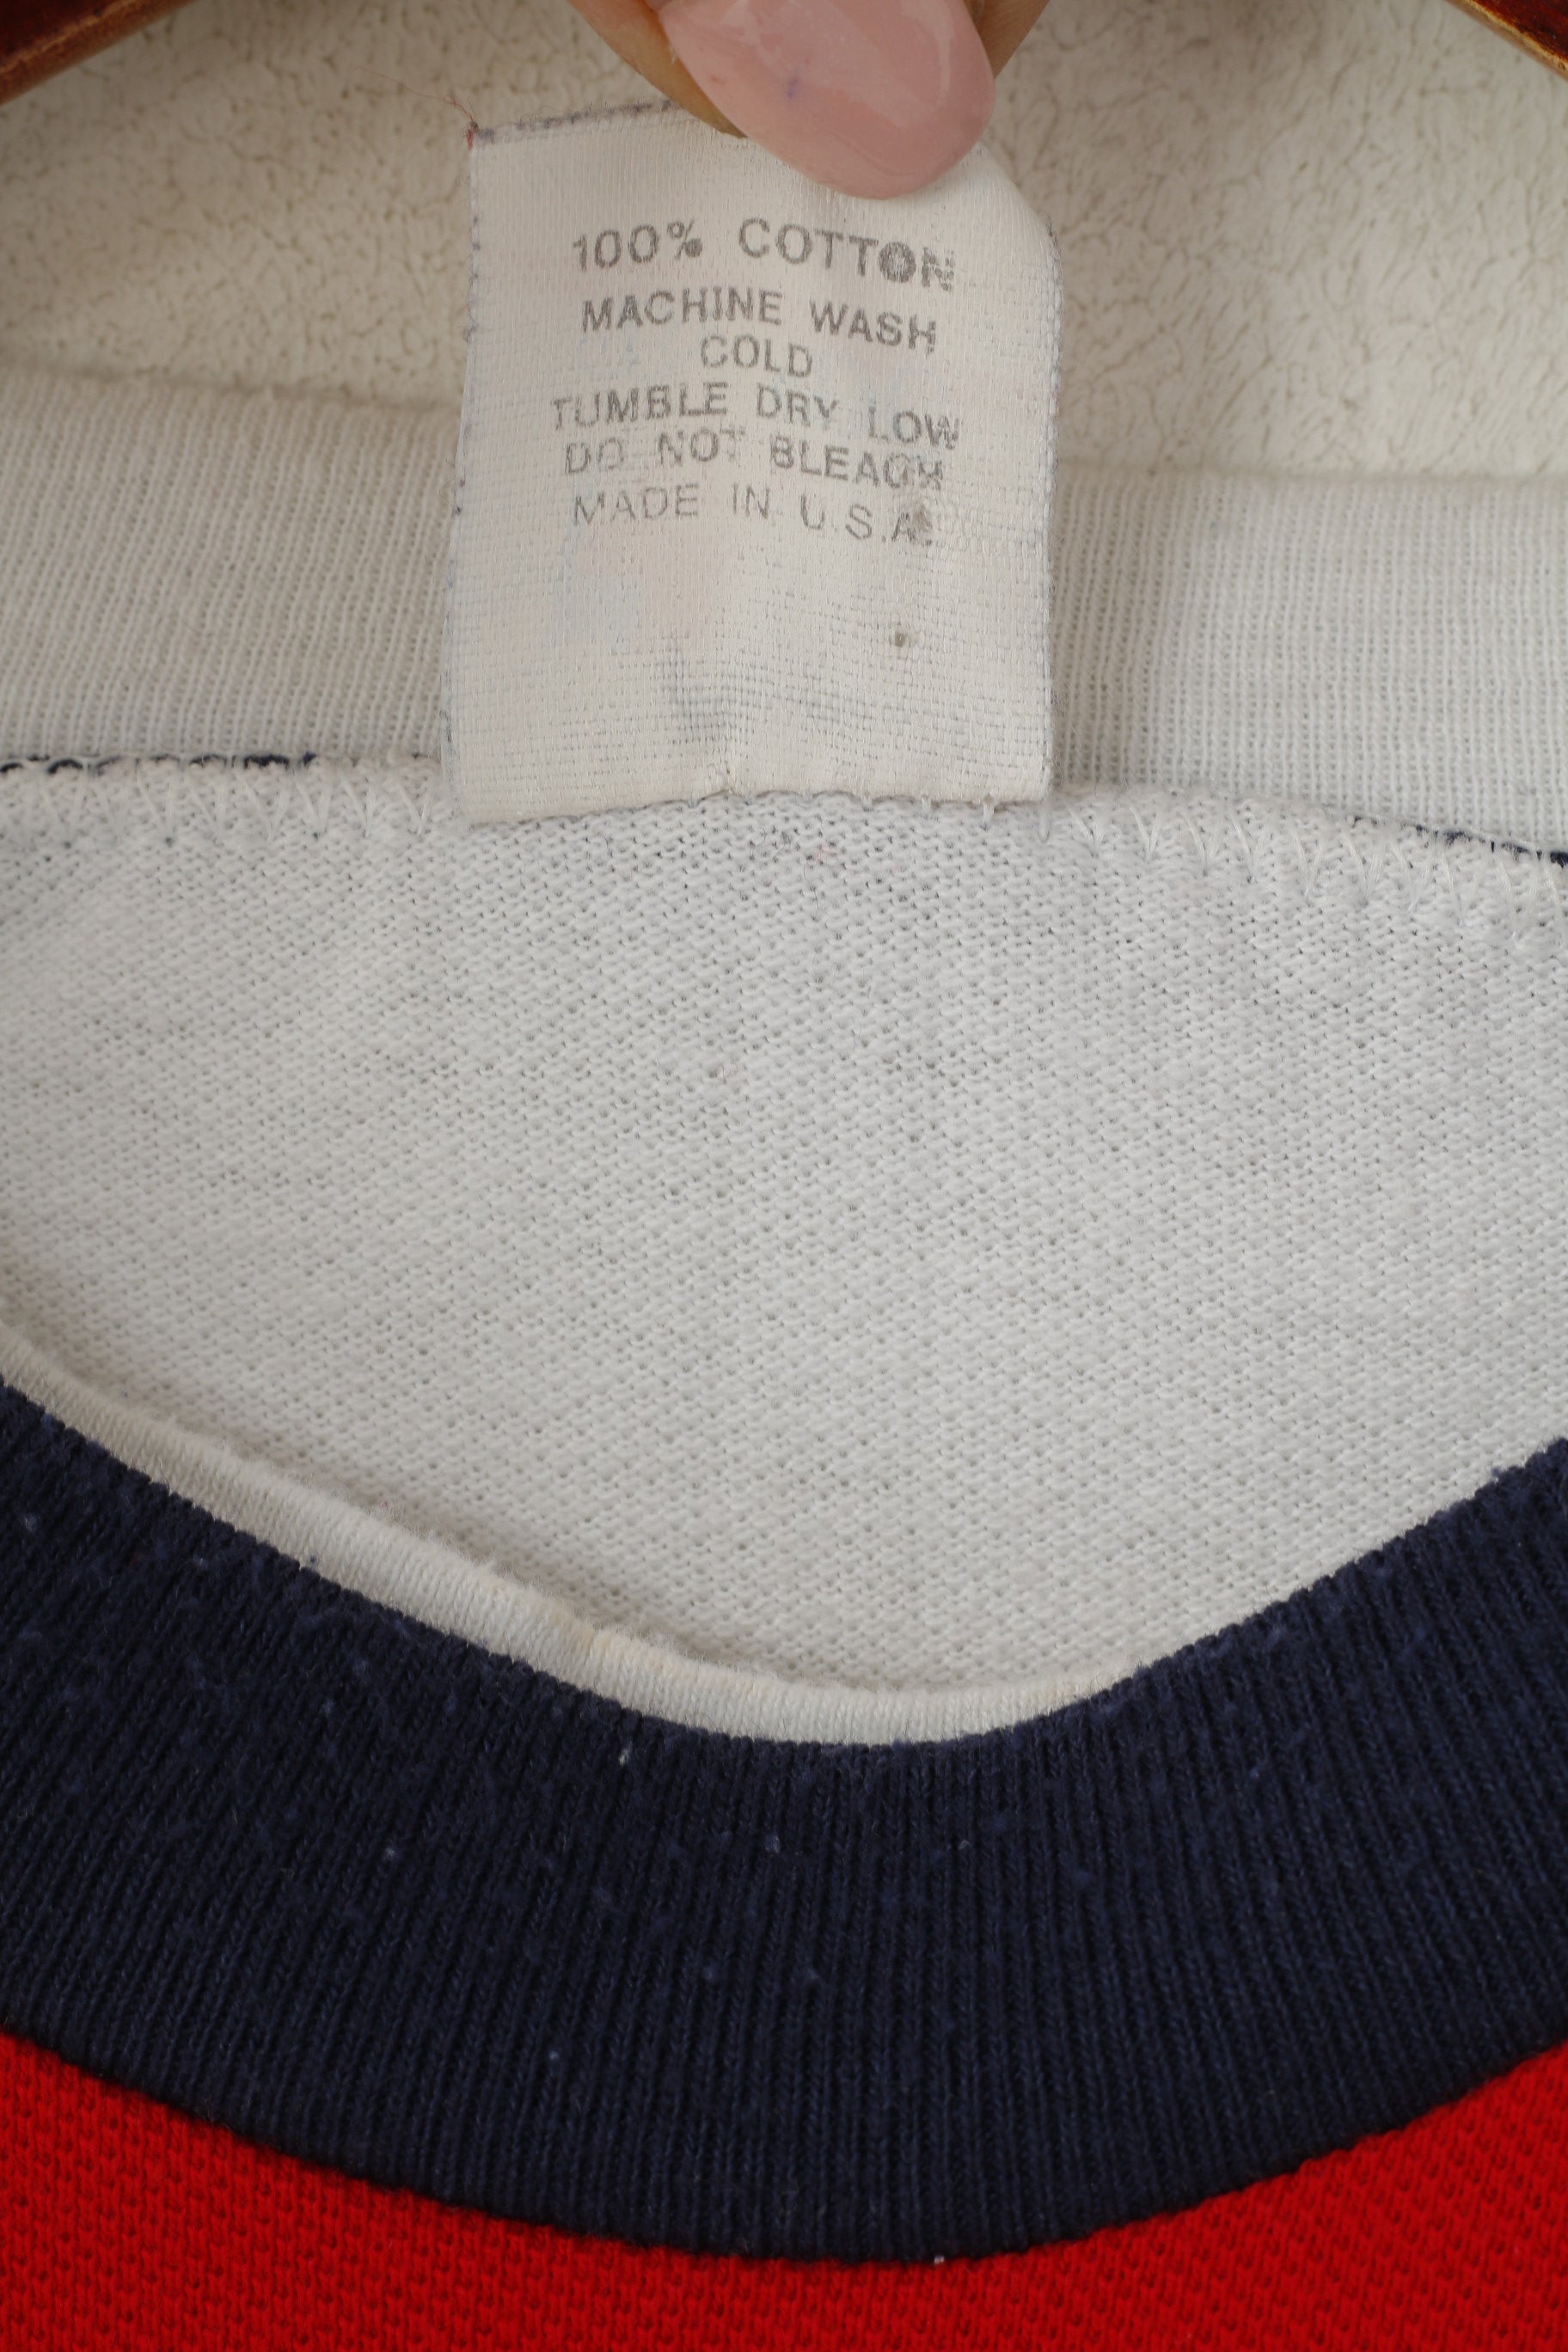 100% COTTON
MACHINE WASH
COLD
TUMBLE DRY LOW
DO NOT BLEACH
MADE IN U.S.A.